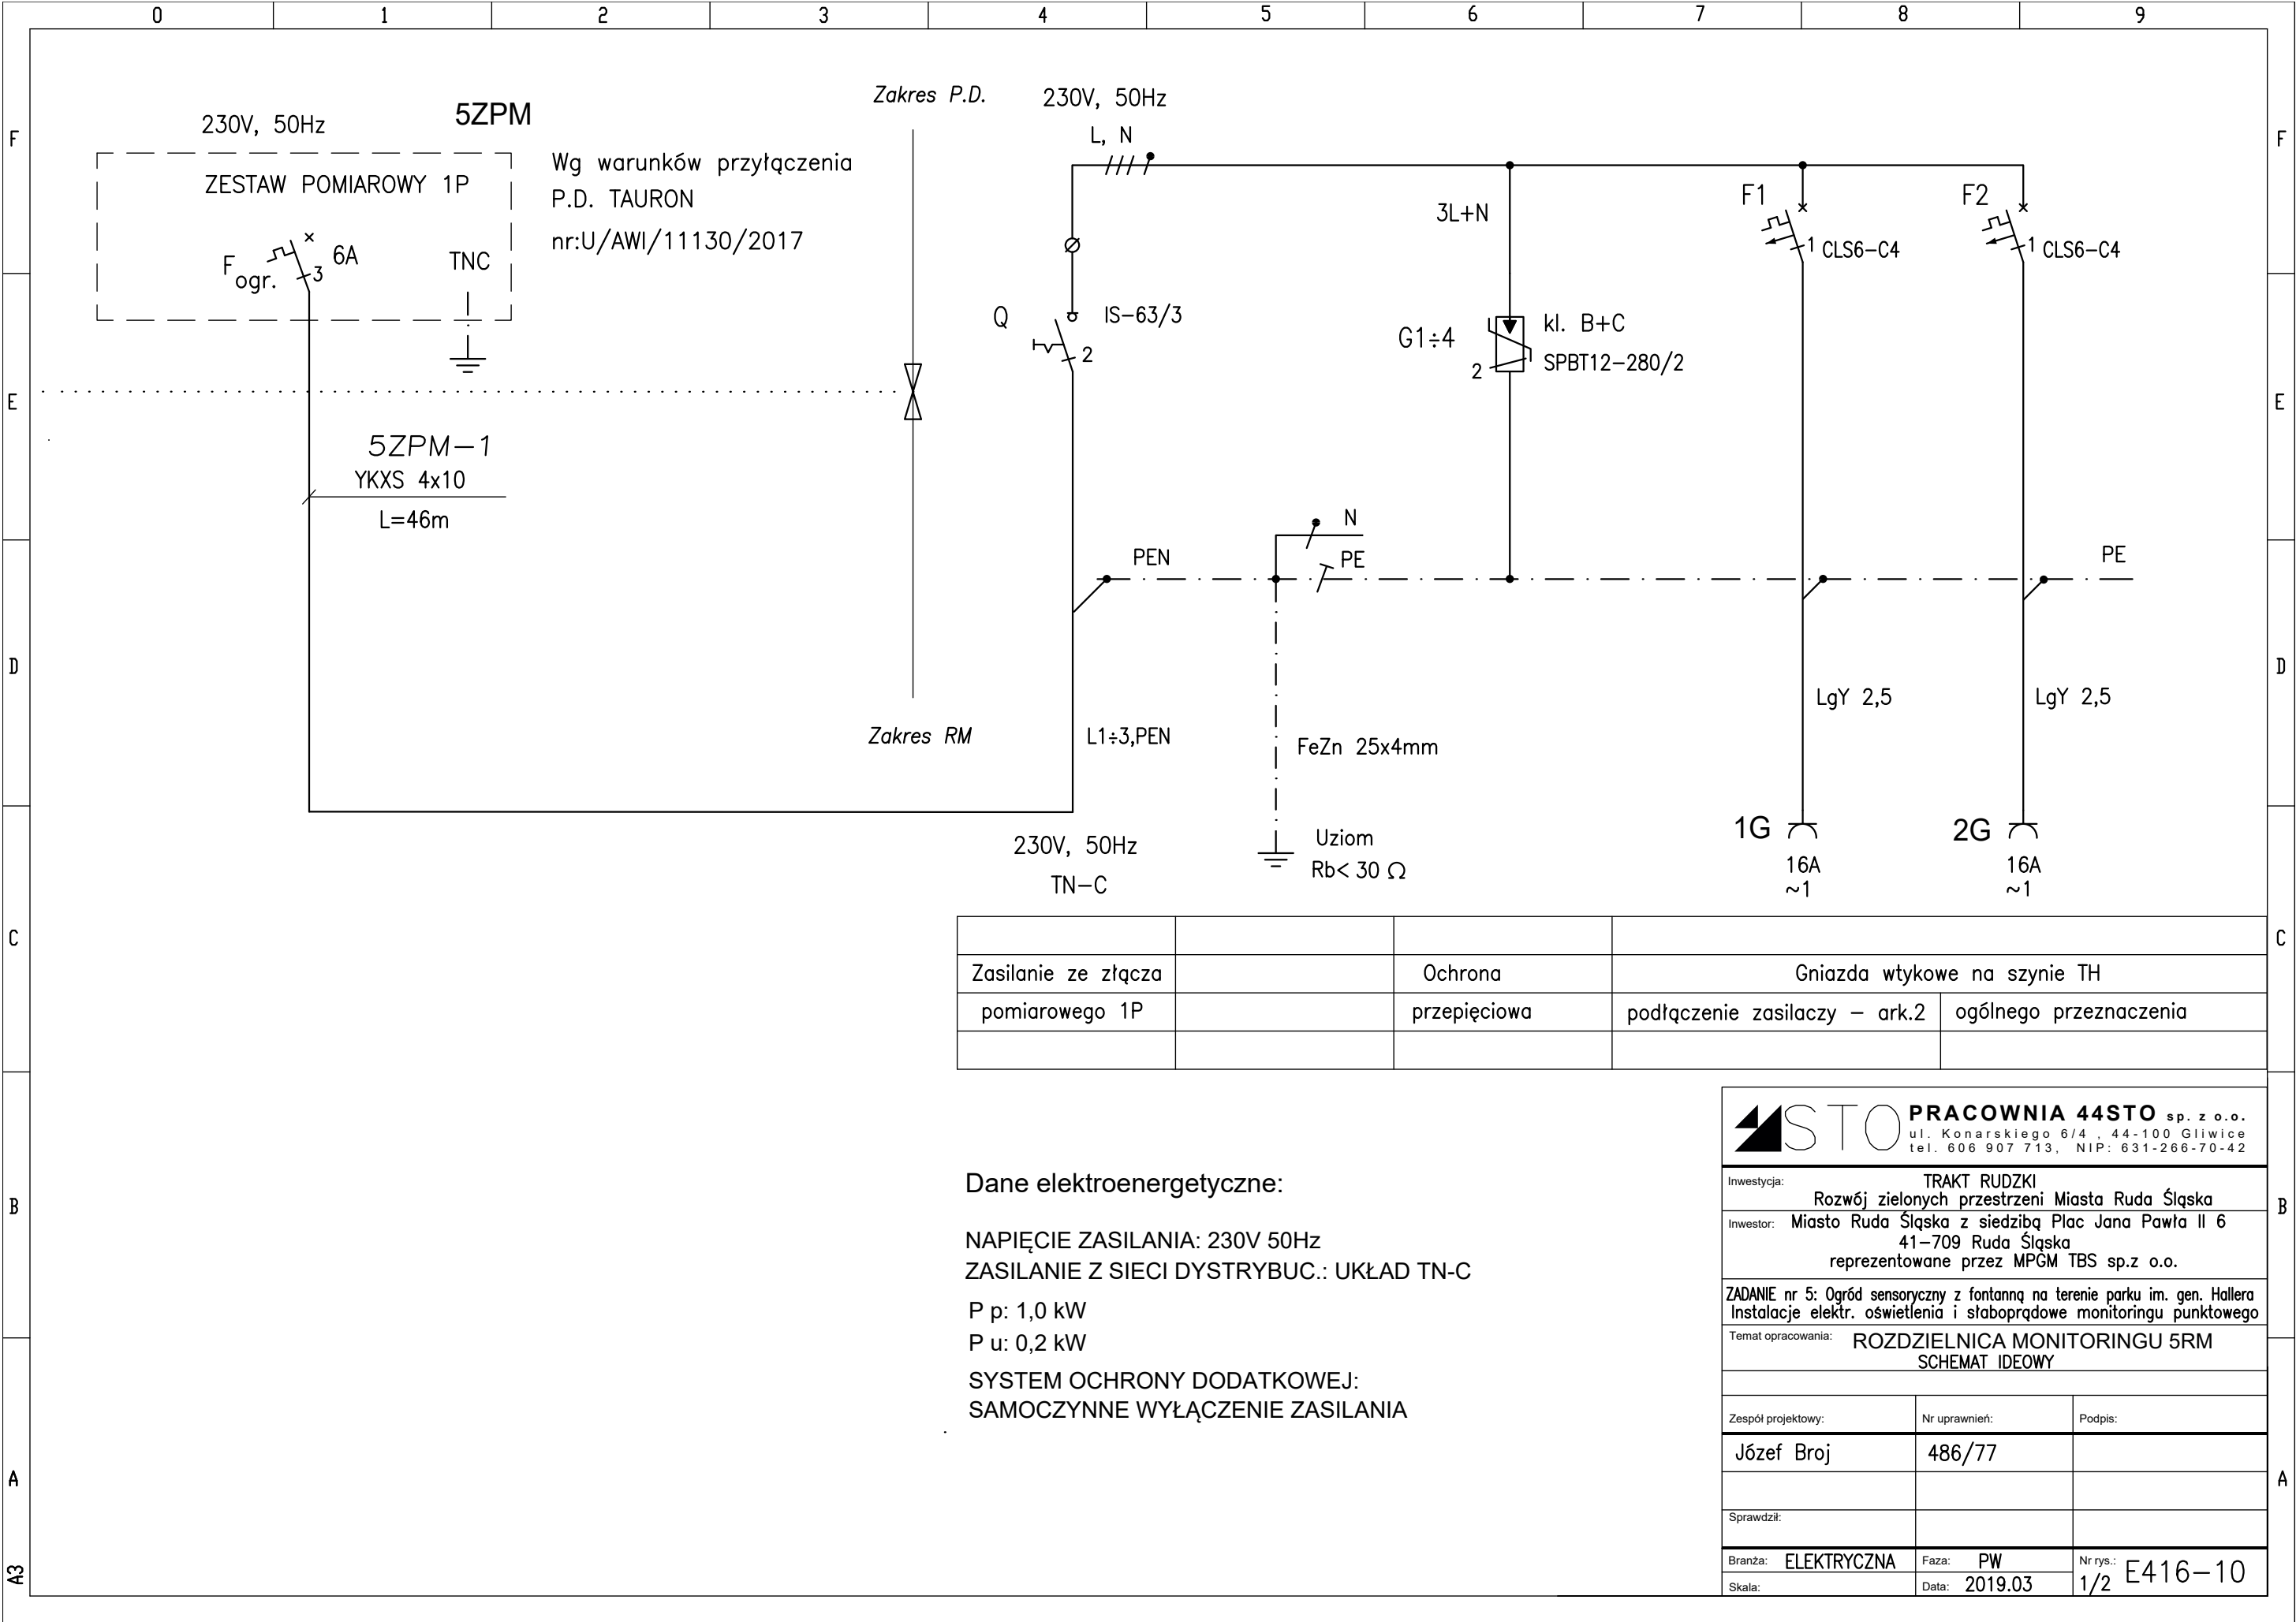 0 1 2 3 4 5 6 7 8 9
F
E
D
C
B
A
A3
F
E
D
C
B
A
230V, 50Hz
5ZPM
ZESTAW POMIAROWY 1P
F ogr.
3
6A
TNC
Wg warunków przyłączenia
P.D. TAURON
nr:U/AWI/11130/2017
Zakres P.D.
Zakres RM
5ZPM-1
YKXS 4x10
L=46m
230V, 50Hz
L, N
Q
IS-63/3
2
PEN
L1÷3,PEN
230V, 50Hz
TN-C
N
PE
FeZn 25x4mm
Uziom
Rb< 30 Ω
3L+N
G1÷4
2
kl. B+C
SPBT12-280/2
F1
1
CLS6-C4
F2
1
CLS6-C4
PE
LgY 2,5
LgY 2,5
1G
16A
~1
2G
16A
~1
Zasilanie ze złącza
pomiarowego 1P
Ochrona
przepięciowa
Gniazda wtykowe na szynie TH
podłączenie zasilaczy - ark.2
ogólnego przeznaczenia
Dane elektroenergetyczne:
NAPIĘCIE ZASILANIA: 230V 50Hz
ZASILANIE Z SIECI DYSTRYBUC.: UKŁAD TN-C
P p: 1,0 kW
P u: 0,2 kW
SYSTEM OCHRONY DODATKOWEJ:
SAMOCZYNNE WYŁĄCZENIE ZASILANIA
STO
PRACOWNIA 44STO sp. z o.o.
ul. Konarskiego 6/4 , 44-100 Gliwice
tel. 606 907 713, NIP: 631-266-70-42
Inwestycja: TRAKT RUDZKI
Rozwój zielonych przestrzeni Miasta Ruda Śląska
Inwestor: Miasto Ruda Śląska z siedzibą Plac Jana Pawła II 6
41-709 Ruda Śląska
reprezentowane przez MPGM TBS sp.z o.o.
ZADANIE nr 5: Ogród sensoryczny z fontanną na terenie parku im. gen. Hallera
Instalacje elektr. oświetlenia i słaboprądowe monitoringu punktowego
Temat opracowania: ROZDZIELNICA MONITORINGU 5RM
SCHEMAT IDEOWY
Zespół projektowy: Nr uprawnień: Podpis:
Józef Broj 486/77
Sprawdził:
Branża: ELEKTRYCZNA Faza: PW Nr rys.: E416-10
Skala: Data: 2019.03 1/2